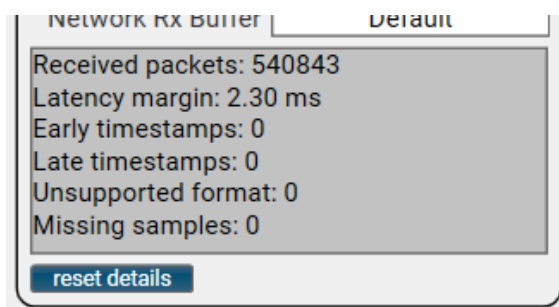 Network Rx Buffer Default
Received packets: 540843
Latency margin: 2.30 ms
Early timestamps: 0
Late timestamps: 0
Unsupported format: 0
Missing samples: 0
reset details